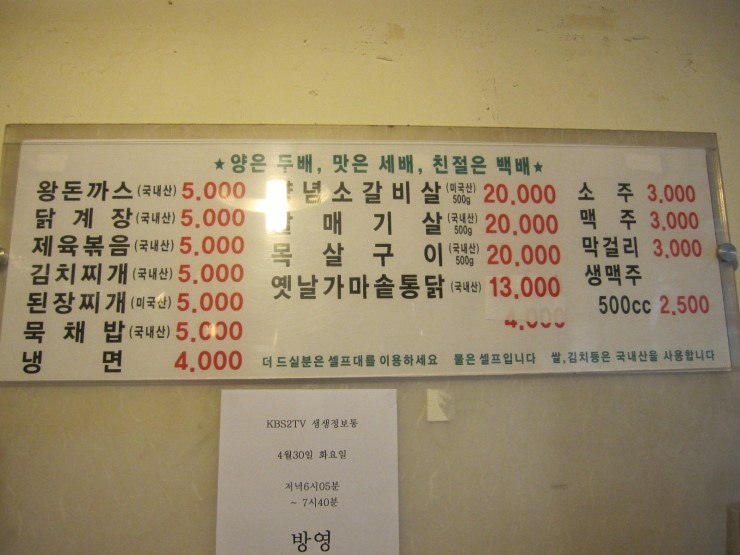 ★양은 두배, 맛은 세배, 친절은 백배★
왕돈까스 (국내산) 5.000
닭계장 (국내산) 5.000
제육볶음 (국내산) 5.000
김치찌개 (국내산) 5.000
된장찌개 (미국산) 5.000
묵채밥 (국내산) 5.000
냉면 4.000
양념소갈비살 (미국산) 500g 20.000
갈매기살 (국내산) 500g 20,000
목살구이 (국내산) 500g 20.000
옛날가마솥통닭 (국내산) 13.000
4.000
소주 3.000
맥주 3.000
막걸리 3,000
생맥주
500cc 2,500
더 드실분은 셀프대를 이용하세요 물은 셀프입니다 쌀,김치등은 국내산을 사용합니다
KBS2TV 생생정보통
4월30일 화요일
저녁6시05분
~ 7시40분
방영